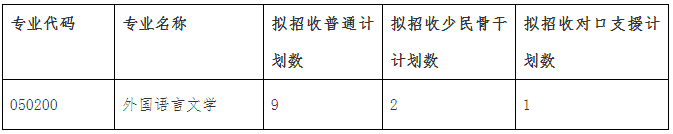 专业代码 专业名称 拟招收普通计 拟招收少民骨干 拟招收对口支援计
划数 计划数 划数
050200 外国语言文学 9 2 1